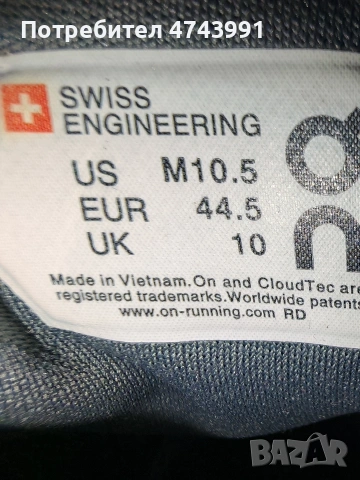 Потребител 4743991
SWISS
ENGINEERING
US M10.5
EUR 44.5
UK 10
Made in Vietnam.On and CloudTec are
registered trademarks.Worldwide patents
www.on-running.com RD
BAZAR